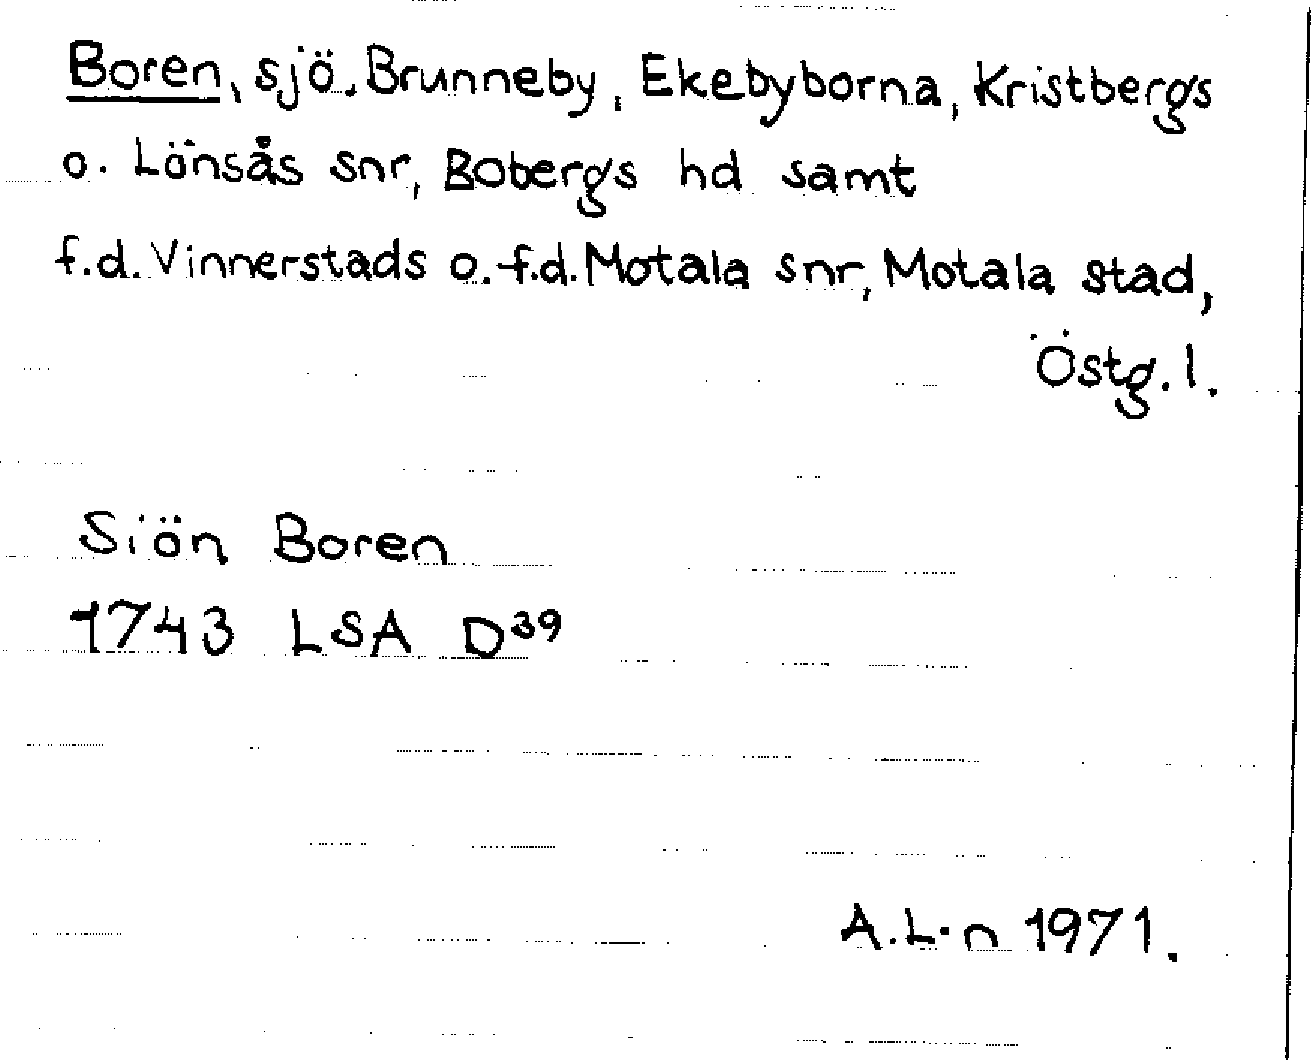 Boren, sjö. Brunneby, Ekebyborna, Kristbergs
o. Lönsås snr, Bobergs hd samt
f.d. Vinnerstads o. f.d. Motala snr, Motala stad,
Östg. l.
Siön Boren
1743 LSA D39
A.L-n 1971.